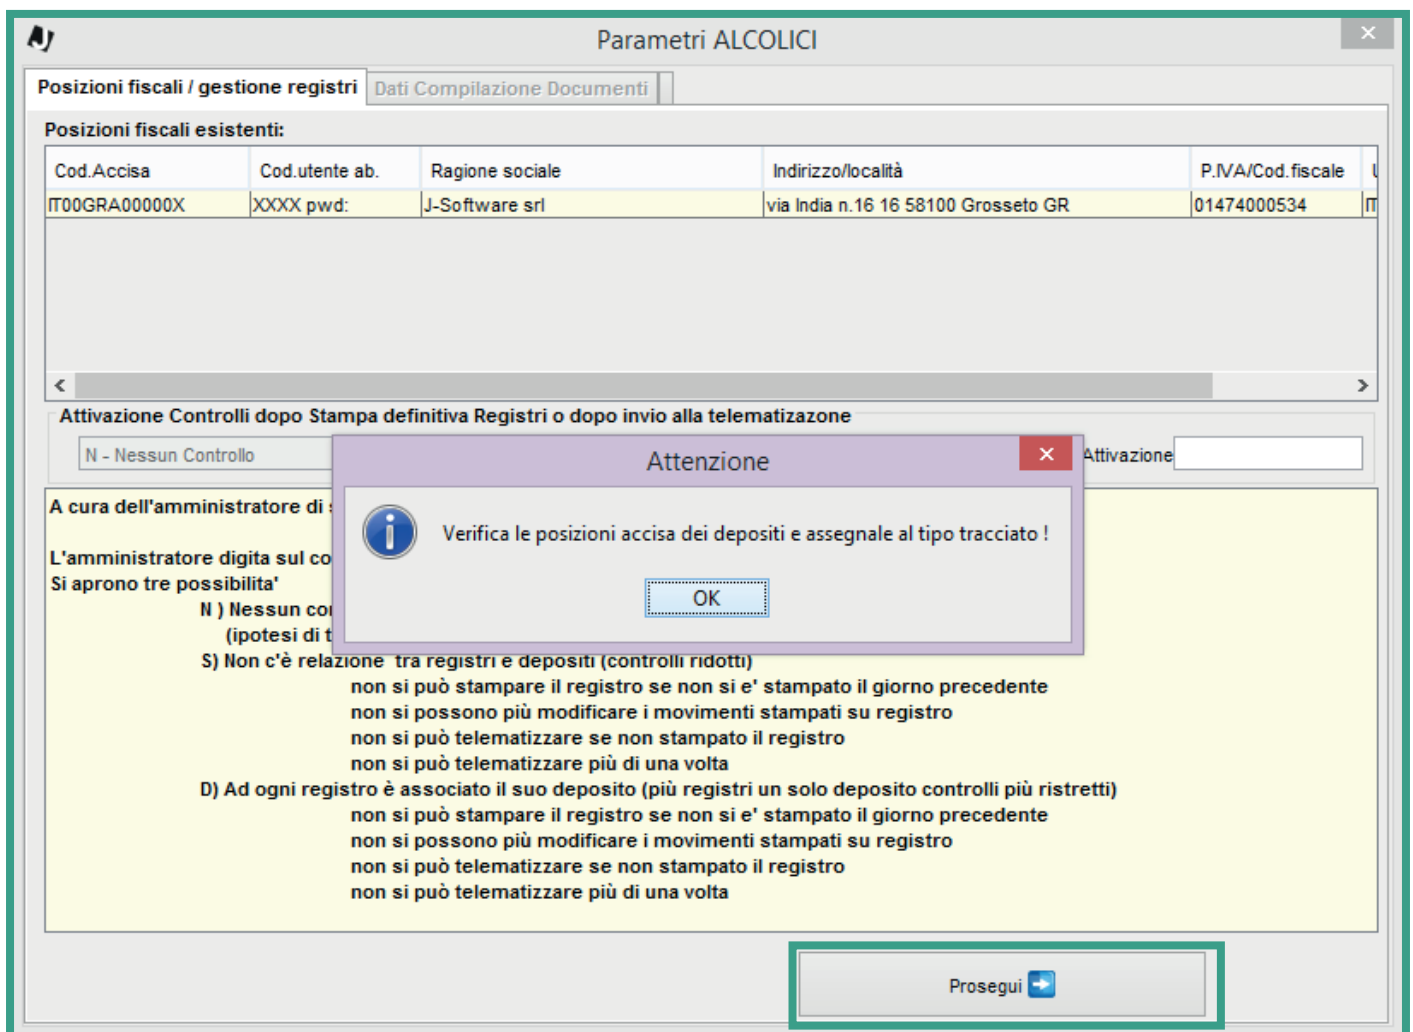 Parametri ALCOLICI
Posizioni fiscali / gestione registri Dati Compilazione Documenti
Posizioni fiscali esistenti:
Cod.Accisa Cod.utente ab. Ragione sociale Indirizzo/località P.IVA/Cod.fiscale
IT00GRA00000X XXXX pwd: J-Software srl via India n.16 16 58100 Grosseto GR 01474000534
Attivazione Controlli dopo Stampa definitiva Registri o dopo invio alla telematizazone
N - Nessun Controllo Attivazione
Attenzione
Verifica le posizioni accisa dei depositi e assegnale al tipo tracciato !
OK
A cura dell'amministratore di
L'amministratore digita sul co
Si aprono tre possibilita'
N ) Nessun con
(ipotesi di t
S) Non c'è relazione tra registri e depositi (controlli ridotti)
non si può stampare il registro se non si e' stampato il giorno precedente
non si possono più modificare i movimenti stampati su registro
non si può telematizzare se non stampato il registro
non si può telematizzare più di una volta
D) Ad ogni registro è associato il suo deposito (più registri un solo deposito controlli più ristretti)
non si può stampare il registro se non si e' stampato il giorno precedente
non si possono più modificare i movimenti stampati su registro
non si può telematizzare se non stampato il registro
non si può telematizzare più di una volta
Prosegui